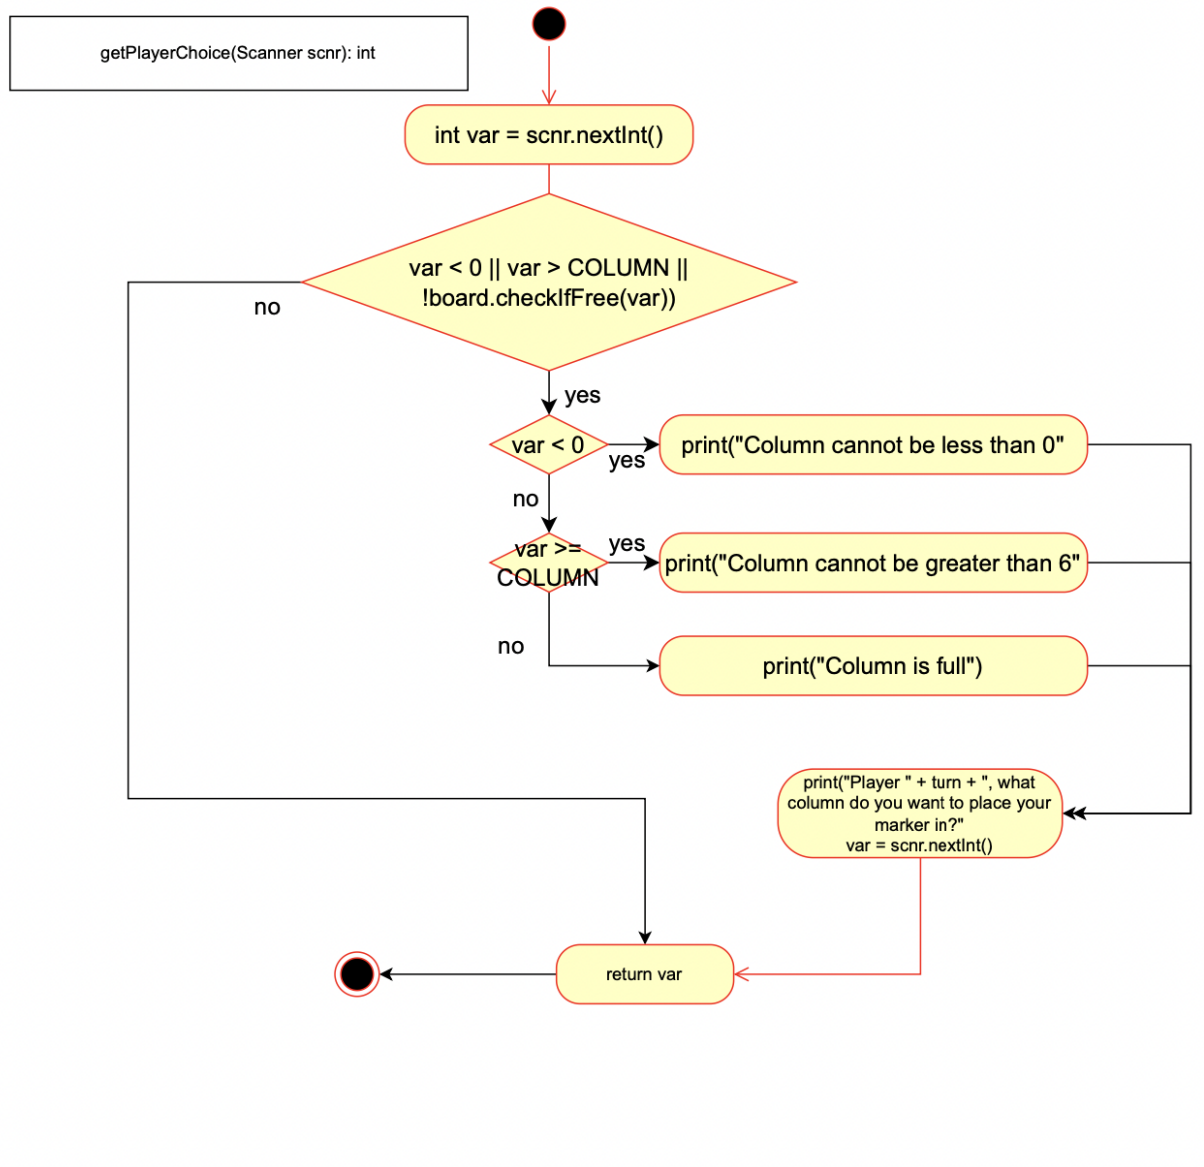 getPlayerChoice(Scanner scnr): int
int var = scnr.nextInt()
var < 0 || var > COLUMN ||
!board.checkIfFree(var))
no
yes
var < 0
yes
print("Column cannot be less than 0"
no
var >=
COLUMN
yes
print("Column cannot be greater than 6"
no
print("Column is full")
print("Player " + turn + ", what
column do you want to place your
marker in?"
var = scnr.nextInt()
return var